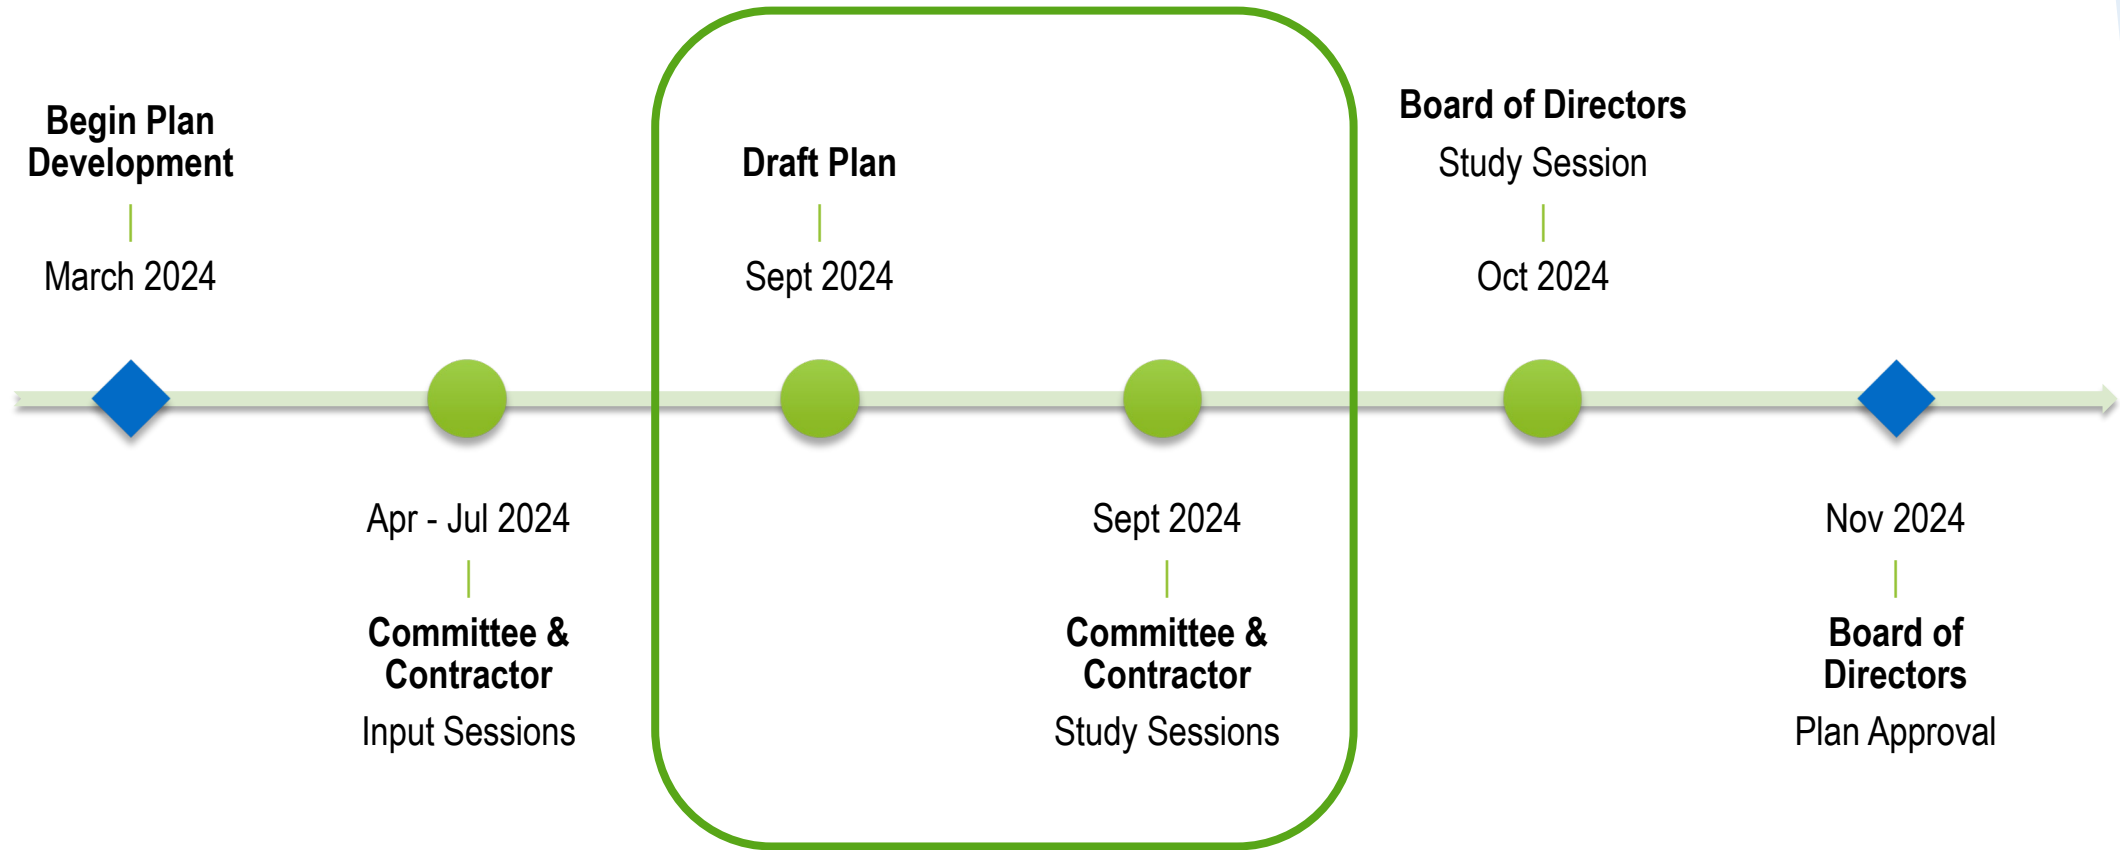 Begin Plan
Development
March 2024
Apr - Jul 2024
Committee &
Contractor
Input Sessions
Draft Plan
Sept 2024
Sept 2024
Committee &
Contractor
Study Sessions
Board of Directors
Study Session
Oct 2024
Nov 2024
Board of
Directors
Plan Approval